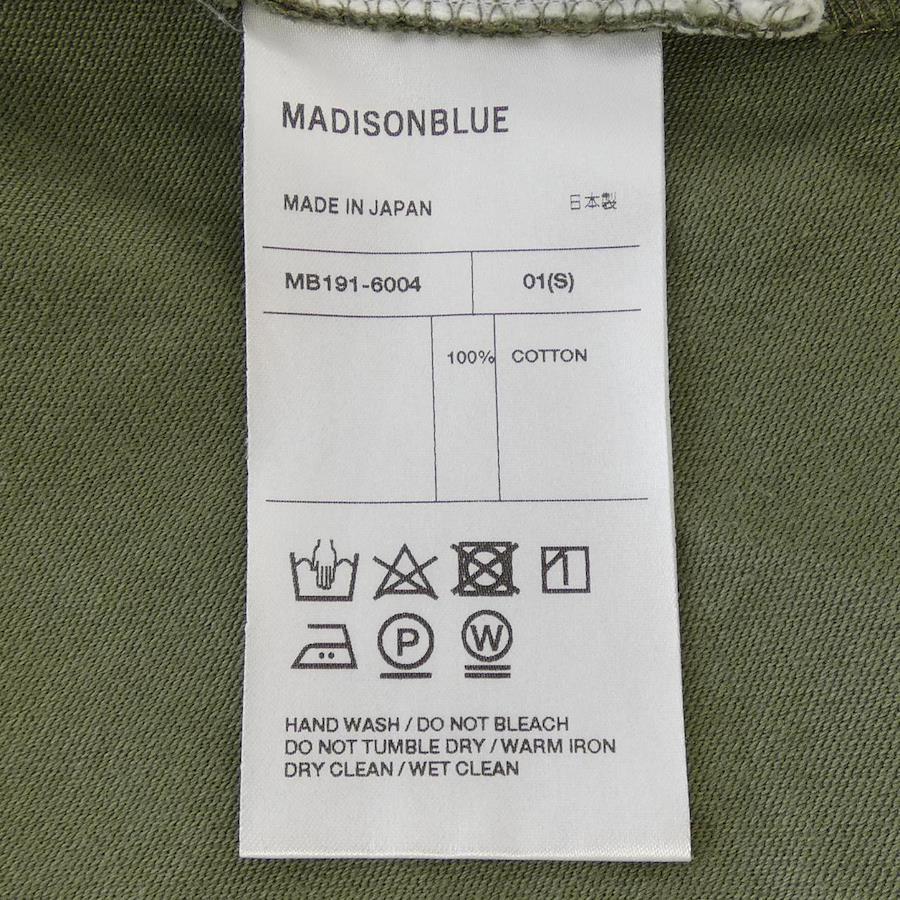 MADISONBLUE
MADE IN JAPAN 日本製
MB191-6004 01(S)
100% COTTON
P W
HAND WASH / DO NOT BLEACH
DO NOT TUMBLE DRY / WARM IRON
DRY CLEAN / WET CLEAN